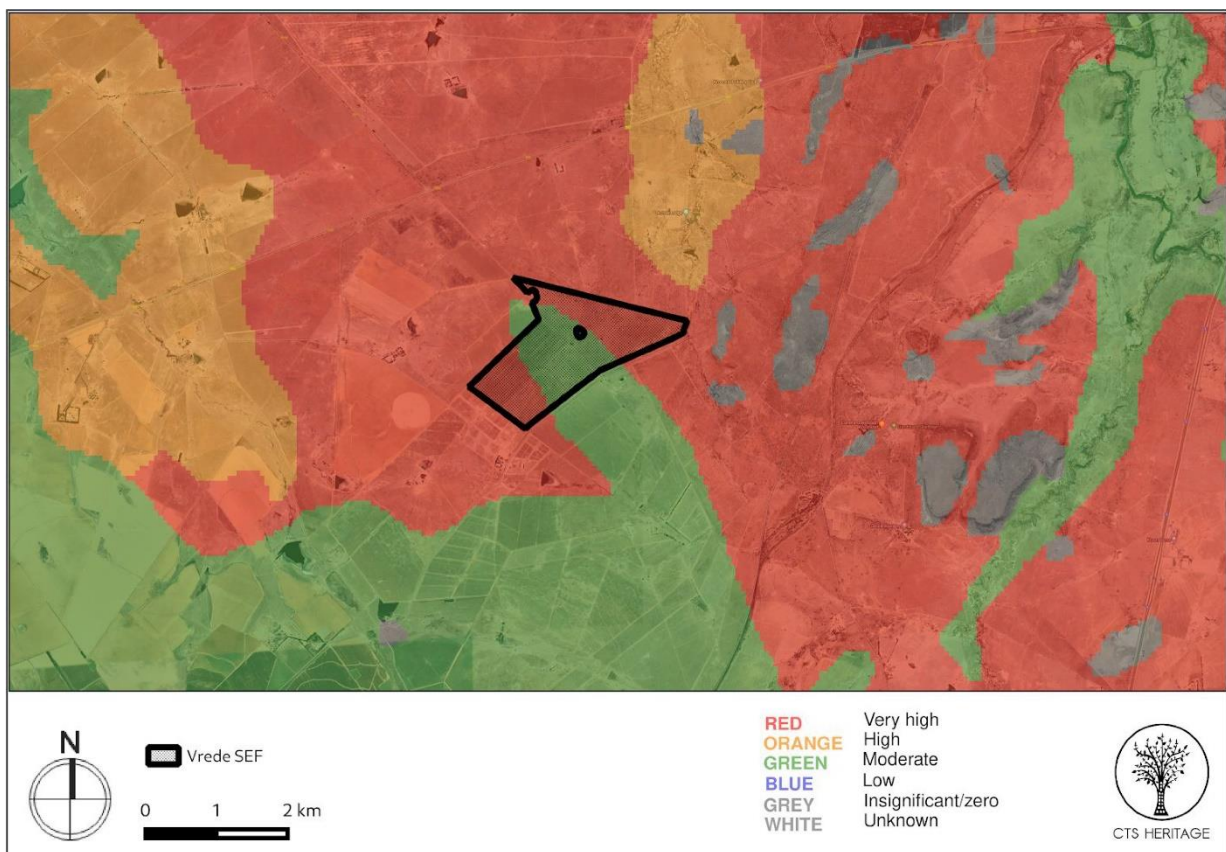 N
Vrede SEF
0 1 2 km
RED Very high
ORANGE High
GREEN Moderate
BLUE Low
GREY Insignificant/zero
WHITE Unknown
CTS HERITAGE